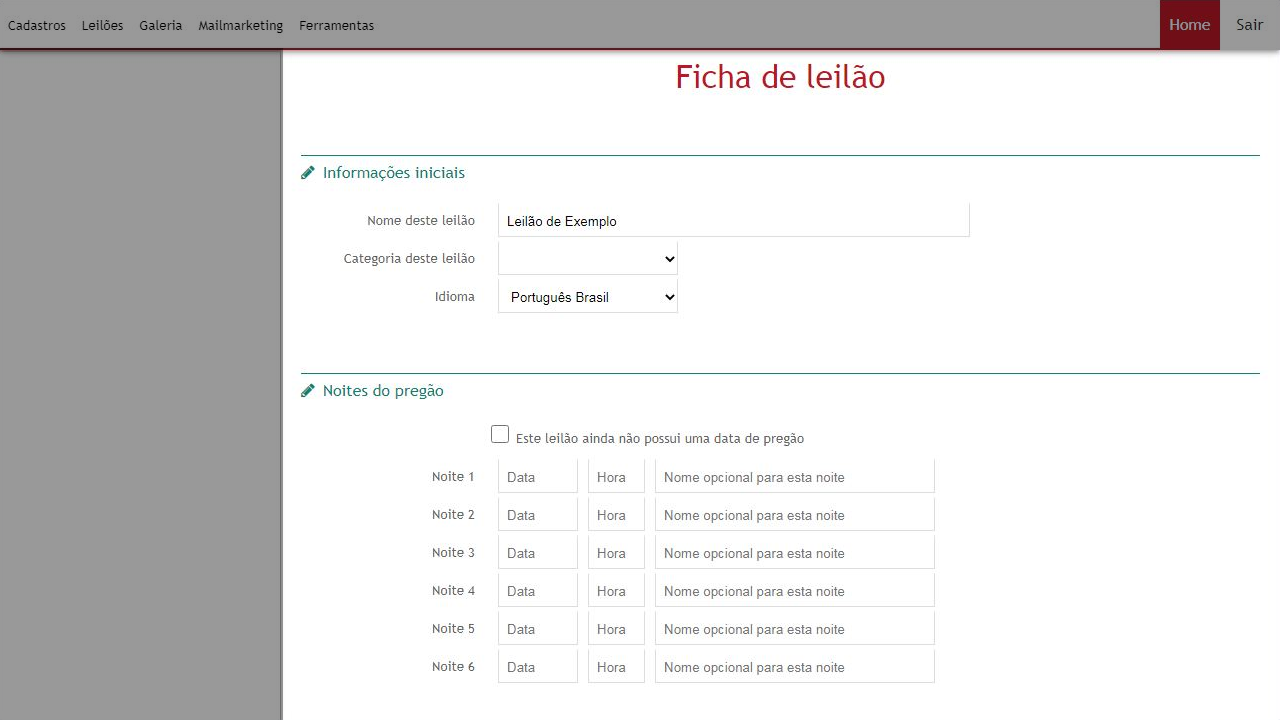 Cadastros Leilões Galeria Mailmarketing Ferramentas Home Sair
Ficha de leilão
Informações iniciais
Nome deste leilão Leilão de Exemplo
Categoria deste leilão
Idioma Português Brasil
Noites do pregão
Este leilão ainda não possui uma data de pregão
Noite 1 Data Hora Nome opcional para esta noite
Noite 2 Data Hora Nome opcional para esta noite
Noite 3 Data Hora Nome opcional para esta noite
Noite 4 Data Hora Nome opcional para esta noite
Noite 5 Data Hora Nome opcional para esta noite
Noite 6 Data Hora Nome opcional para esta noite